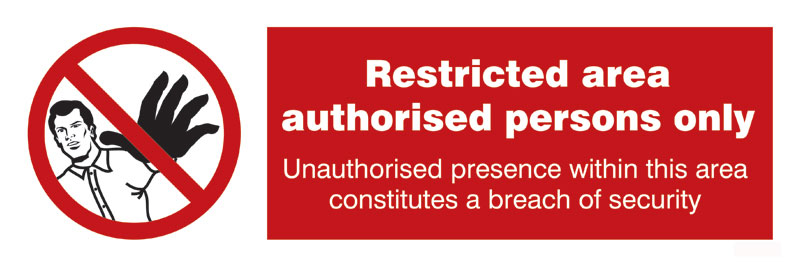 Restricted area
authorised persons only
Unauthorised presence within this area
constitutes a breach of security